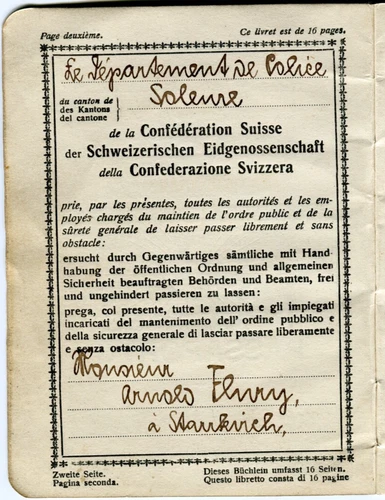 Page deuxième. Ce livret est de 16 pages.
Le Département de Police
du canton de
des Kantons
del cantone
Soleure
de la Confédération Suisse
der Schweizerischen Eidgenossenschaft
della Confederazione Svizzera
prie, par les présentes, toutes les autorités et les em-
ployés chargés du maintien de l'ordre public et de la
sûreté generale de laisser passer librement et sans
obstacle:
ersucht durch Gegenwärtiges sämtliche mit Hand-
habung der öffentlichen Ordnung und allgemeinen
Sicherheit beauftragten Behörden und Beamten, frei
und ungehindert passieren zu lassen:
prega, col presente, tutte le autorità e gli impiegati
incaricati del mantenimento dell' ordine pubblico e
della sicurezza generale di lasciar passare liberamente
e senza ostacolo:
Monsieur
Arnold Flury,
à
Zweite Seite. Dieses Büchlein umfasst 16 Seiten.
Pagina seconda. Questo libretto consta di 16 pagine